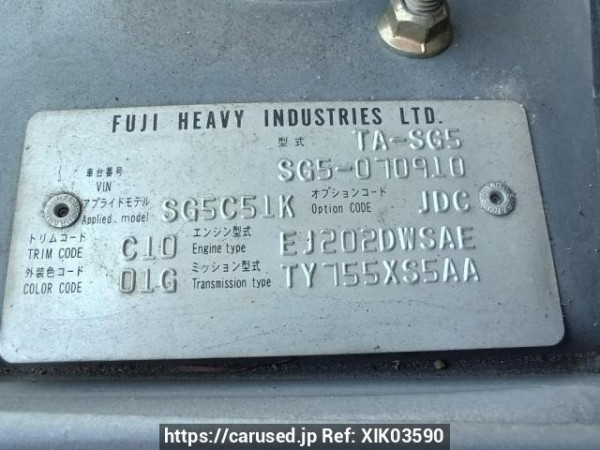 FUJI HEAVY INDUSTRIES LTD.
型式 TA-SG5
車台番号 SG5-070910
VIN
アプライドモデル SG5C51K オプションコード JDC
Applied. model Option CODE
トリムコード C10 エンジン型式 EJ202DWSAE
TRIM CODE Engine type
外装色コード 01G ミッション型式 TY755XS5AA
COLOR CODE Transmission type
https://carused.jp Ref: XIK03590